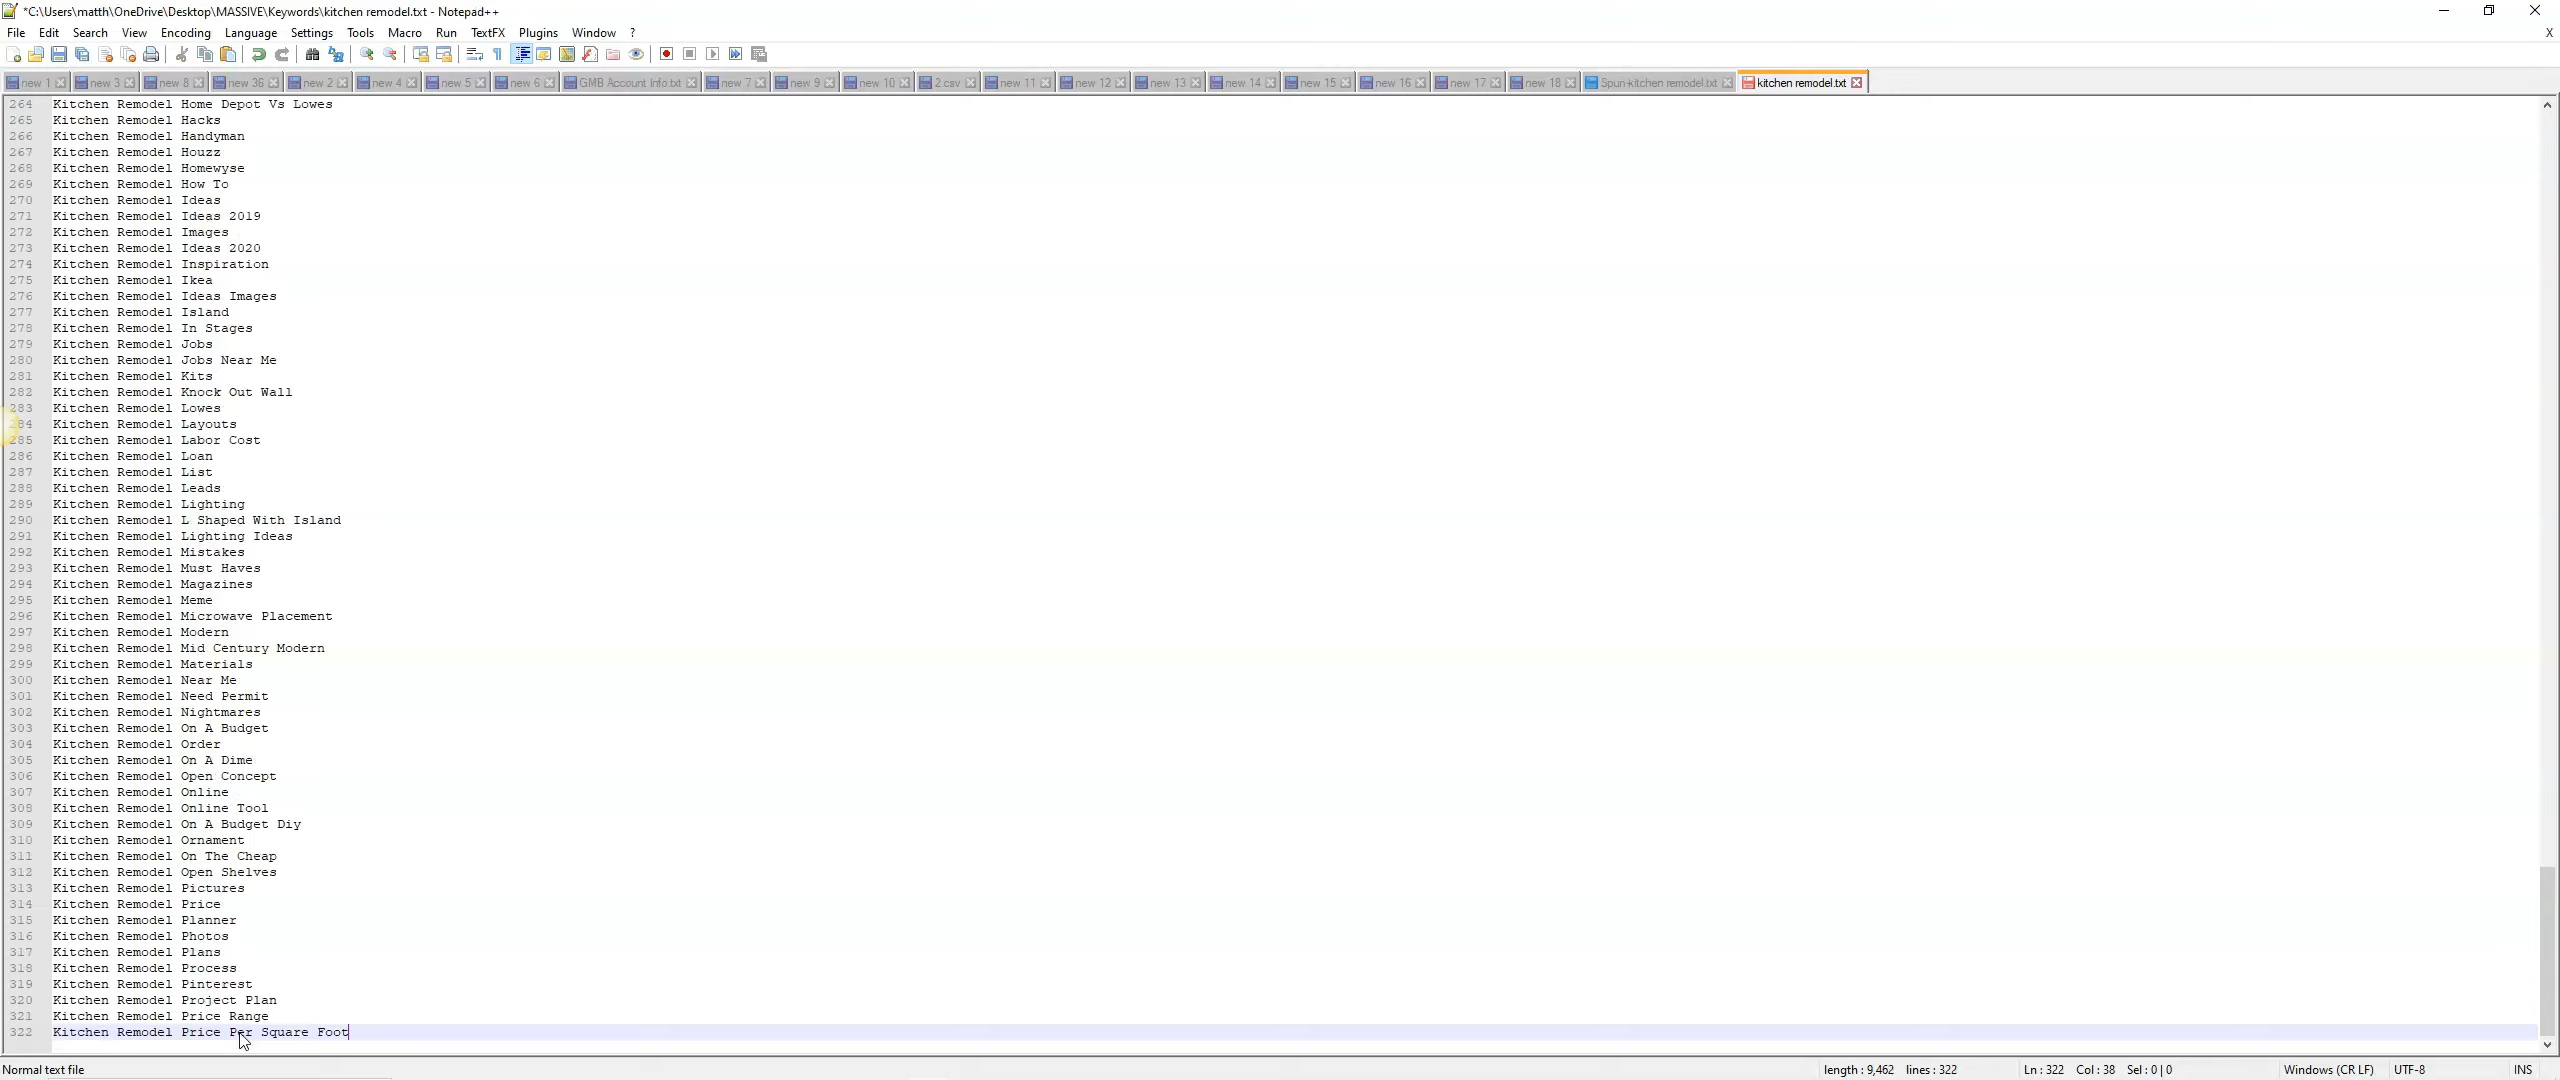 *C:\Users\matth\OneDrive\Desktop\MASSIVE\Keywords\kitchen remodel.txt - Notepad++
File Edit Search View Encoding Language Settings Tools Macro Run TextFX Plugins Window ? X
new 1 new 3 new 8 new 36 new 2 new 4 new 5 new 6 GMB Account Info.txt new 7 new 9 new 10 2.csv new 11 new 12 new 13 new 14 new 15 new 16 new 17 new 18 Spun-kitchen remodel.txt kitchen remodel.txt
264 Kitchen Remodel Home Depot Vs Lowes
265 Kitchen Remodel Hacks
266 Kitchen Remodel Handyman
267 Kitchen Remodel Houzz
268 Kitchen Remodel Homewyse
269 Kitchen Remodel How To
270 Kitchen Remodel Ideas
271 Kitchen Remodel Ideas 2019
272 Kitchen Remodel Images
273 Kitchen Remodel Ideas 2020
274 Kitchen Remodel Inspiration
275 Kitchen Remodel Ikea
276 Kitchen Remodel Ideas Images
277 Kitchen Remodel Island
278 Kitchen Remodel In Stages
279 Kitchen Remodel Jobs
280 Kitchen Remodel Jobs Near Me
281 Kitchen Remodel Kits
282 Kitchen Remodel Knock Out Wall
283 Kitchen Remodel Lowes
284 Kitchen Remodel Layouts
285 Kitchen Remodel Labor Cost
286 Kitchen Remodel Loan
287 Kitchen Remodel List
288 Kitchen Remodel Leads
289 Kitchen Remodel Lighting
290 Kitchen Remodel L Shaped With Island
291 Kitchen Remodel Lighting Ideas
292 Kitchen Remodel Mistakes
293 Kitchen Remodel Must Haves
294 Kitchen Remodel Magazines
295 Kitchen Remodel Meme
296 Kitchen Remodel Microwave Placement
297 Kitchen Remodel Modern
298 Kitchen Remodel Mid Century Modern
299 Kitchen Remodel Materials
300 Kitchen Remodel Near Me
301 Kitchen Remodel Need Permit
302 Kitchen Remodel Nightmares
303 Kitchen Remodel On A Budget
304 Kitchen Remodel Order
305 Kitchen Remodel On A Dime
306 Kitchen Remodel Open Concept
307 Kitchen Remodel Online
308 Kitchen Remodel Online Tool
309 Kitchen Remodel On A Budget Diy
310 Kitchen Remodel Ornament
311 Kitchen Remodel On The Cheap
312 Kitchen Remodel Open Shelves
313 Kitchen Remodel Pictures
314 Kitchen Remodel Price
315 Kitchen Remodel Planner
316 Kitchen Remodel Photos
317 Kitchen Remodel Plans
318 Kitchen Remodel Process
319 Kitchen Remodel Pinterest
320 Kitchen Remodel Project Plan
321 Kitchen Remodel Price Range
322 Kitchen Remodel Price Per Square Foot
Normal text file length : 9,462 lines : 322 Ln : 322 Col : 38 Sel : 0 | 0 Windows (CR LF) UTF-8 INS